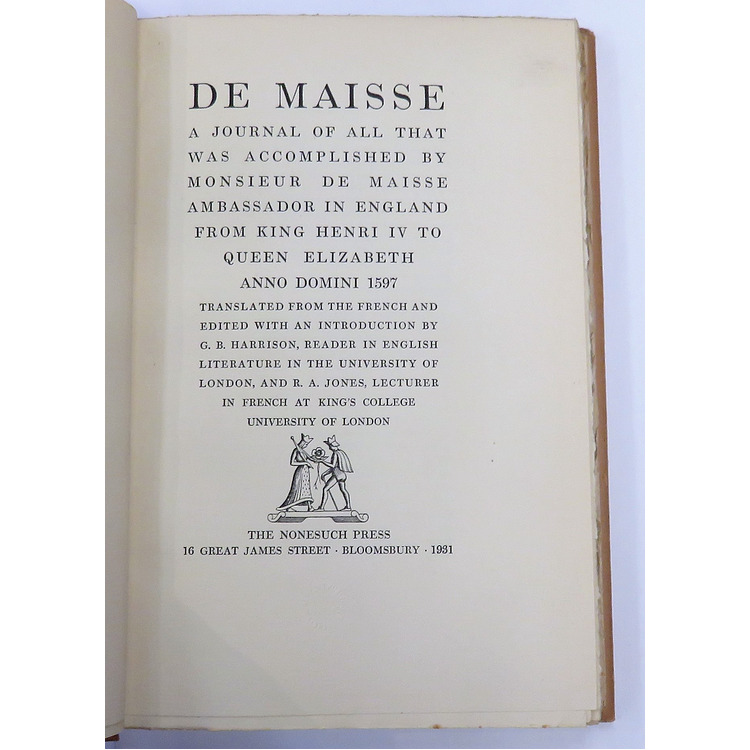 DE MAISSE
A JOURNAL OF ALL THAT
WAS ACCOMPLISHED BY
MONSIEUR DE MAISSE
AMBASSADOR IN ENGLAND
FROM KING HENRI IV TO
QUEEN ELIZABETH
ANNO DOMINI 1597
TRANSLATED FROM THE FRENCH AND
EDITED WITH AN INTRODUCTION BY
G. B. HARRISON, READER IN ENGLISH
LITERATURE IN THE UNIVERSITY OF
LONDON, AND R. A. JONES, LECTURER
IN FRENCH AT KING'S COLLEGE
UNIVERSITY OF LONDON
THE NONESUCH PRESS
16 GREAT JAMES STREET · BLOOMSBURY · 1931